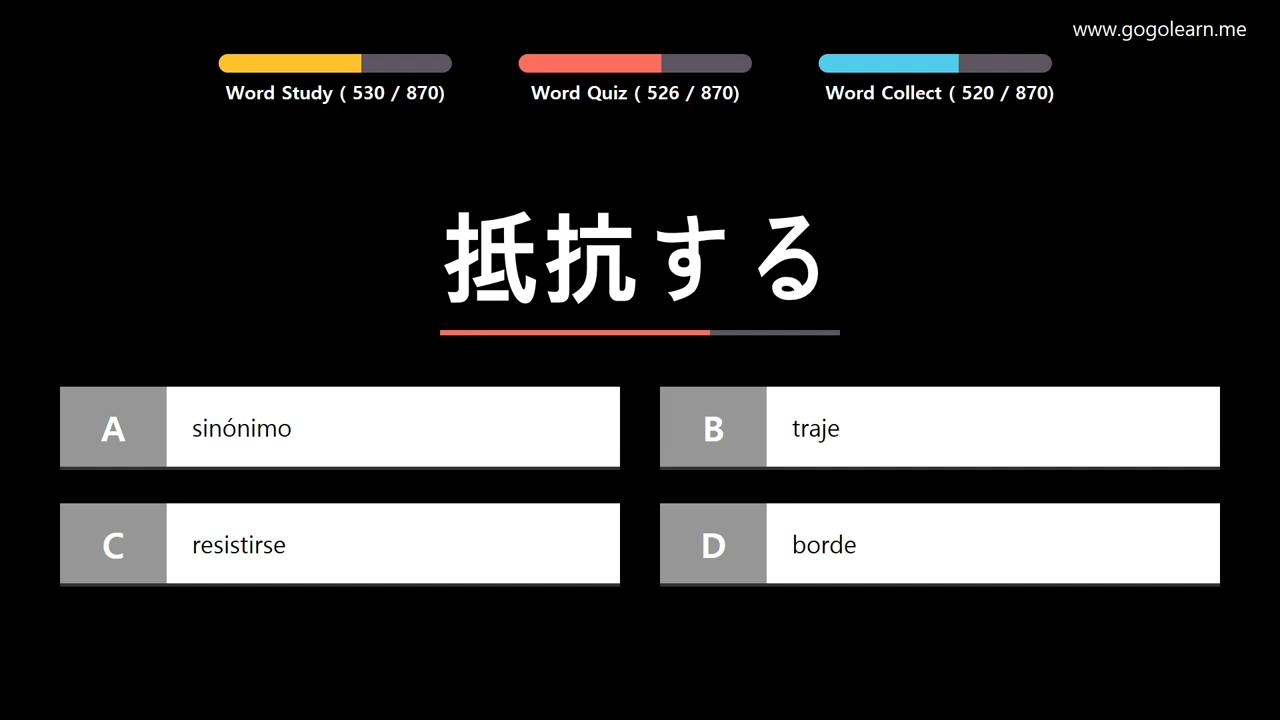 www.gogolearn.me
Word Study ( 530 / 870)
Word Quiz ( 526 / 870)
Word Collect ( 520 / 870)
抵抗する
A sinónimo
B traje
C resistirse
D borde